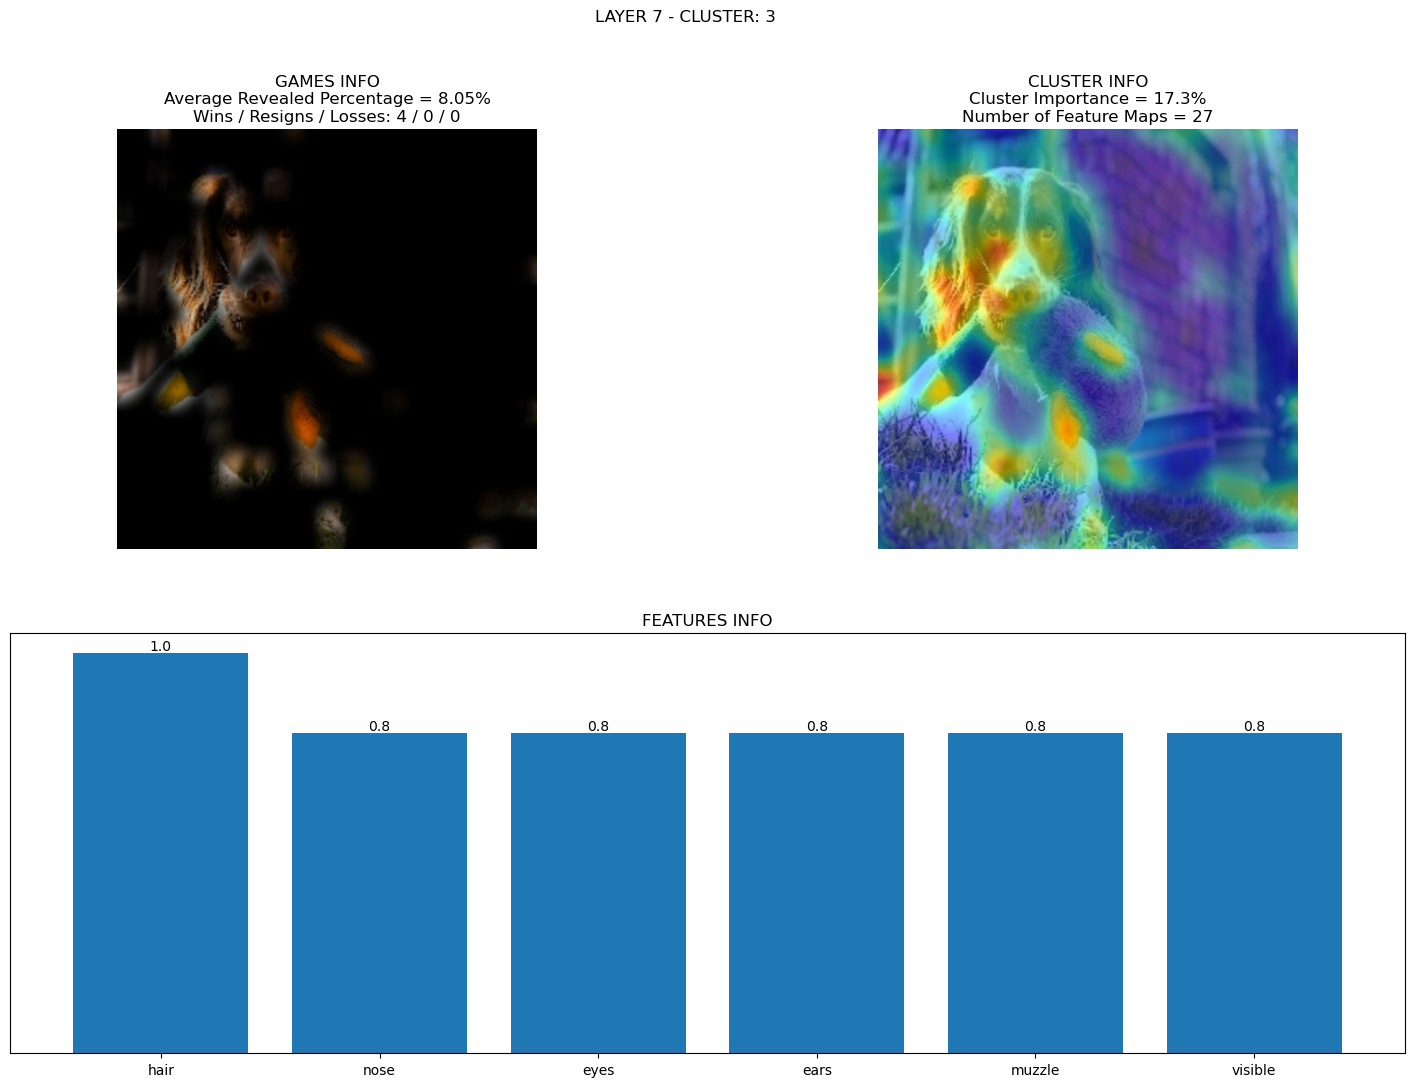 LAYER 7 - CLUSTER: 3
GAMES INFO
Average Revealed Percentage = 8.05%
Wins / Resigns / Losses: 4 / 0 / 0
CLUSTER INFO
Cluster Importance = 17.3%
Number of Feature Maps = 27
FEATURES INFO
1.0
0.8
0.8
0.8
0.8
0.8
hair
nose
eyes
ears
muzzle
visible